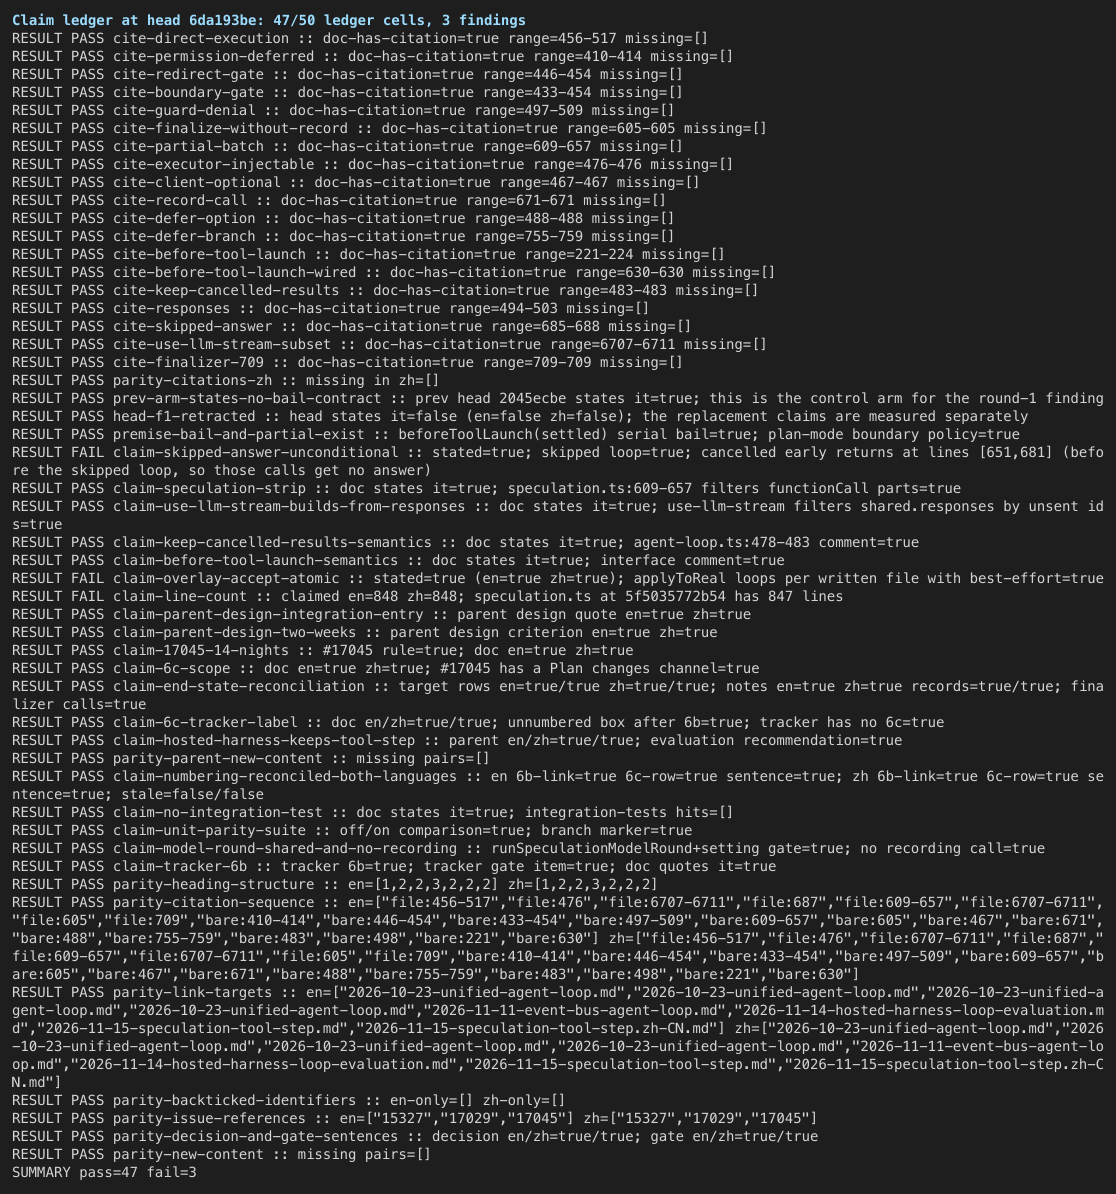 Claim ledger at head 6da193be: 47/50 ledger cells, 3 findings
RESULT PASS cite-direct-execution :: doc-has-citation=true range=456-517 missing=[]
RESULT PASS cite-permission-deferred :: doc-has-citation=true range=410-414 missing=[]
RESULT PASS cite-redirect-gate :: doc-has-citation=true range=446-454 missing=[]
RESULT PASS cite-boundary-gate :: doc-has-citation=true range=433-454 missing=[]
RESULT PASS cite-guard-denial :: doc-has-citation=true range=497-509 missing=[]
RESULT PASS cite-finalize-without-record :: doc-has-citation=true range=605-605 missing=[]
RESULT PASS cite-partial-batch :: doc-has-citation=true range=609-657 missing=[]
RESULT PASS cite-executor-injectable :: doc-has-citation=true range=476-476 missing=[]
RESULT PASS cite-client-optional :: doc-has-citation=true range=467-467 missing=[]
RESULT PASS cite-record-call :: doc-has-citation=true range=671-671 missing=[]
RESULT PASS cite-defer-option :: doc-has-citation=true range=488-488 missing=[]
RESULT PASS cite-defer-branch :: doc-has-citation=true range=755-759 missing=[]
RESULT PASS cite-before-tool-launch :: doc-has-citation=true range=221-224 missing=[]
RESULT PASS cite-before-tool-launch-wired :: doc-has-citation=true range=630-630 missing=[]
RESULT PASS cite-keep-cancelled-results :: doc-has-citation=true range=483-483 missing=[]
RESULT PASS cite-responses :: doc-has-citation=true range=494-503 missing=[]
RESULT PASS cite-skipped-answer :: doc-has-citation=true range=685-688 missing=[]
RESULT PASS cite-use-llm-stream-subset :: doc-has-citation=true range=6707-6711 missing=[]
RESULT PASS cite-finalizer-709 :: doc-has-citation=true range=709-709 missing=[]
RESULT PASS parity-citations-zh :: missing in zh=[]
RESULT PASS prev-arm-states-no-bail-contract :: prev head 2045ecbe states it=true; this is the control arm for the round-1 finding
RESULT PASS head-f1-retracted :: head states it=false (en=false zh=false); the replacement claims are measured separately
RESULT PASS premise-bail-and-partial-exist :: beforeToolLaunch(settled) serial bail=true; plan-mode boundary policy=true
RESULT FAIL claim-skipped-answer-unconditional :: stated=true; skipped loop=true; cancelled early returns at lines [651,681] (befo
re the skipped loop, so those calls get no answer)
RESULT PASS claim-speculation-strip :: doc states it=true; speculation.ts:609-657 filters functionCall parts=true
RESULT PASS claim-use-llm-stream-builds-from-responses :: doc states it=true; use-llm-stream filters shared.responses by unsent id
s=true
RESULT PASS claim-keep-cancelled-results-semantics :: doc states it=true; agent-loop.ts:478-483 comment=true
RESULT PASS claim-before-tool-launch-semantics :: doc states it=true; interface comment=true
RESULT FAIL claim-overlay-accept-atomic :: stated=true (en=true zh=true); applyToReal loops per written file with best-effort=true
RESULT FAIL claim-line-count :: claimed en=848 zh=848; speculation.ts at 5f5035772b54 has 847 lines
RESULT PASS claim-parent-design-integration-entry :: parent design quote en=true zh=true
RESULT PASS claim-parent-design-two-weeks :: parent design criterion en=true zh=true
RESULT PASS claim-17045-14-nights :: #17045 rule=true; doc en=true zh=true
RESULT PASS claim-6c-scope :: doc en=true zh=true; #17045 has a Plan changes channel=true
RESULT PASS claim-end-state-reconciliation :: target rows en=true/true zh=true/true; notes en=true zh=true records=true/true; fina
lizer calls=true
RESULT PASS claim-6c-tracker-label :: doc en/zh=true/true; unnumbered box after 6b=true; tracker has no 6c=true
RESULT PASS claim-hosted-harness-keeps-tool-step :: parent en/zh=true/true; evaluation recommendation=true
RESULT PASS parity-parent-new-content :: missing pairs=[]
RESULT PASS claim-numbering-reconciled-both-languages :: en 6b-link=true 6c-row=true sentence=true; zh 6b-link=true 6c-row=true se
ntence=true; stale=false/false
RESULT PASS claim-no-integration-test :: doc states it=true; integration-tests hits=[]
RESULT PASS claim-unit-parity-suite :: off/on comparison=true; branch marker=true
RESULT PASS claim-model-round-shared-and-no-recording :: runSpeculationModelRound+setting gate=true; no recording call=true
RESULT PASS claim-tracker-6b :: tracker 6b=true; tracker gate item=true; doc quotes it=true
RESULT PASS parity-heading-structure :: en=[1,2,2,3,2,2,2] zh=[1,2,2,3,2,2,2]
RESULT PASS parity-citation-sequence :: en=["file:456-517","file:476","file:6707-6711","file:687","file:609-657","file:6707-6711",
"file:605","file:709","bare:410-414","bare:446-454","bare:433-454","bare:497-509","bare:609-657","bare:605","bare:467","bare:671",
"bare:488","bare:755-759","bare:483","bare:498","bare:221","bare:630"] zh=["file:456-517","file:476","file:6707-6711","file:687","
file:609-657","file:6707-6711","file:605","file:709","bare:410-414","bare:446-454","bare:433-454","bare:497-509","bare:609-657","b
are:605","bare:467","bare:671","bare:488","bare:755-759","bare:483","bare:498","bare:221","bare:630"]
RESULT PASS parity-link-targets :: en=["2026-10-23-unified-agent-loop.md","2026-10-23-unified-agent-loop.md","2026-10-23-unified-a
gent-loop.md","2026-10-23-unified-agent-loop.md","2026-11-11-event-bus-agent-loop.md","2026-11-14-hosted-harness-loop-evaluation.m
d","2026-11-15-speculation-tool-step.md","2026-11-15-speculation-tool-step.zh-CN.md"] zh=["2026-10-23-unified-agent-loop.md","2026
-10-23-unified-agent-loop.md","2026-10-23-unified-agent-loop.md","2026-10-23-unified-agent-loop.md","2026-11-11-event-bus-agent-lo
op.md","2026-11-14-hosted-harness-loop-evaluation.md","2026-11-15-speculation-tool-step.md","2026-11-15-speculation-tool-step.zh-C
N.md"]
RESULT PASS parity-backticked-identifiers :: en-only=[] zh-only=[]
RESULT PASS parity-issue-references :: en=["15327","17029","17045"] zh=["15327","17029","17045"]
RESULT PASS parity-decision-and-gate-sentences :: decision en/zh=true/true; gate en/zh=true/true
RESULT PASS parity-new-content :: missing pairs=[]
SUMMARY pass=47 fail=3